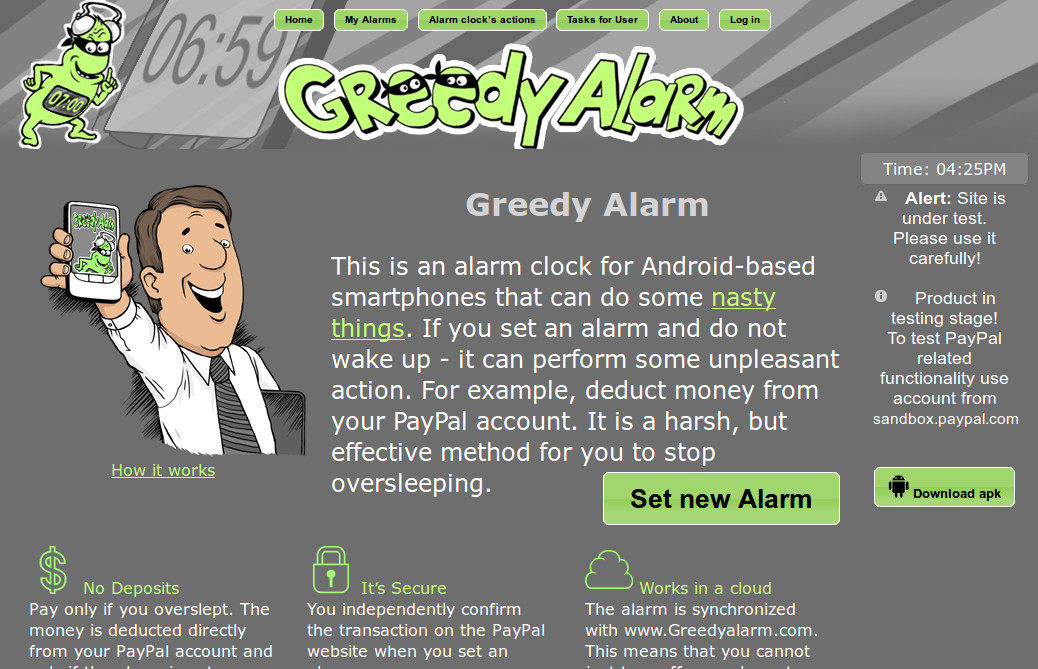 Home
My Alarms
Alarm clock's actions
Tasks for User
About
Log in
06:59
07:00
GREEDY ALARM
Time: 04:25PM
Alert: Site is
under test.
Please use it
carefully!
Product in
testing stage!
To test PayPal
related
functionality use
account from
sandbox.paypal.com
Download apk
Greedy Alarm
Greedy Alarm
This is an alarm clock for Android-based
smartphones that can do some nasty
things. If you set an alarm and do not
wake up - it can perform some unpleasant
action. For example, deduct money from
your PayPal account. It is a harsh, but
effective method for you to stop
oversleeping.
How it works
Set new Alarm
No Deposits
Pay only if you overslept. The
money is deducted directly
from your PayPal account and
It's Secure
You independently confirm
the transaction on the PayPal
website when you set an
Works in a cloud
The alarm is synchronized
with www.Greedyalarm.com.
This means that you cannot